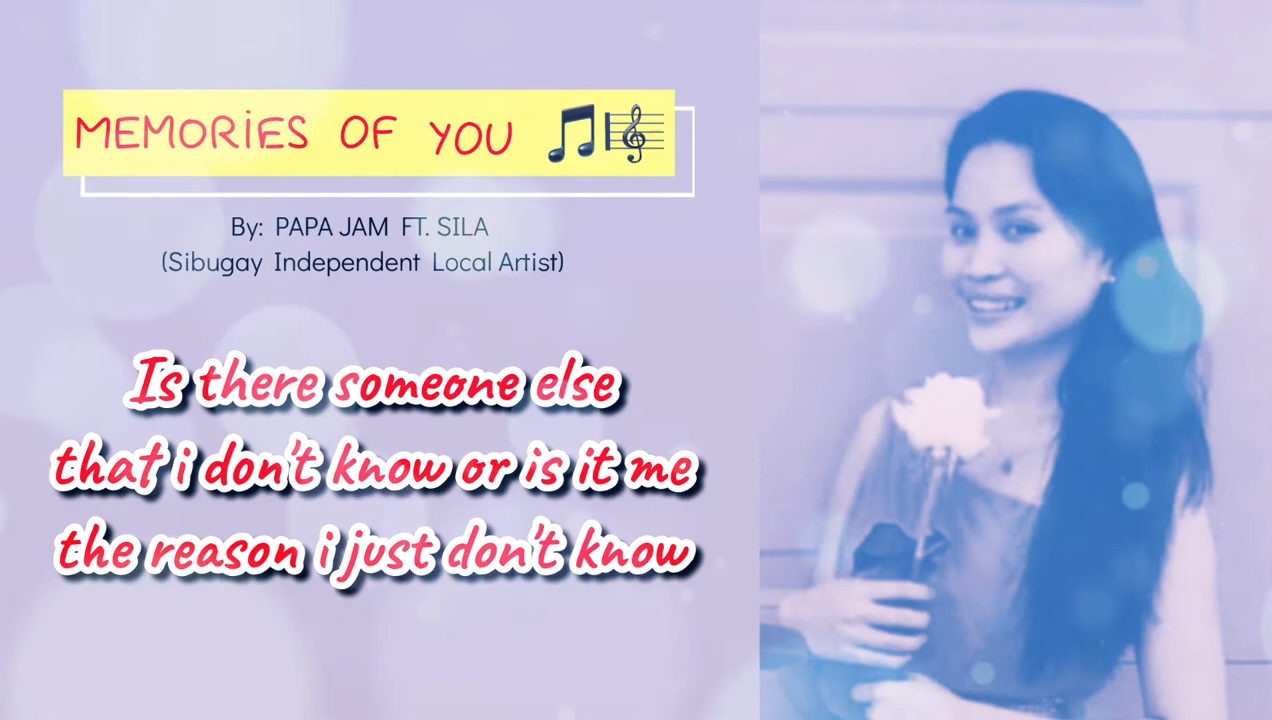 MEMORiES OF YOU
By: PAPA JAM FT. SILA
(Sibugay Independent Local Artist)
Is there someone else
that i don't know or is it me
the reason i just don't know